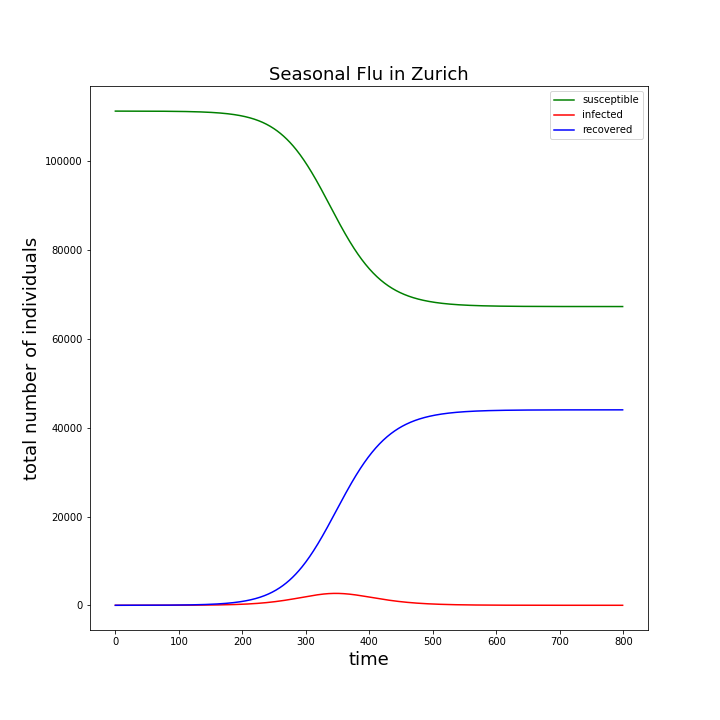 Seasonal Flu in Zurich
susceptible
infected
recovered
100000
80000
60000
40000
20000
0
total number of individuals
0 100 200 300 400 500 600 700 800
time